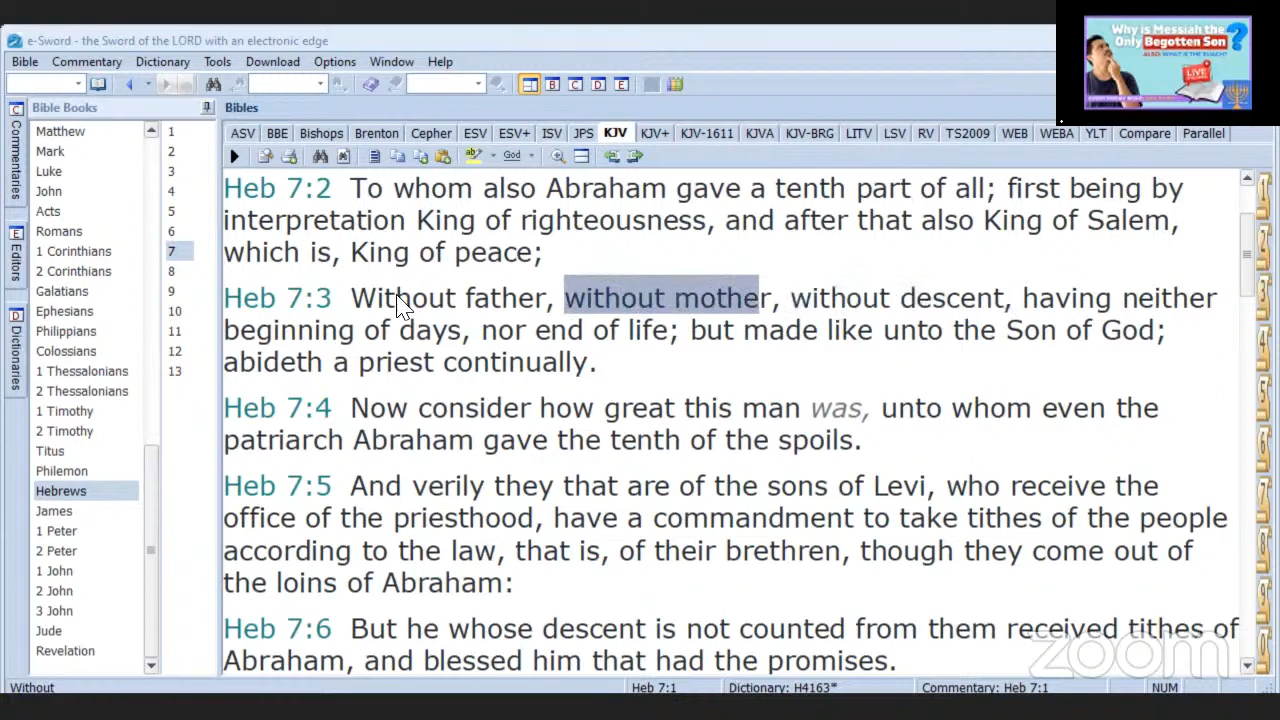 e-Sword - the Sword of the LORD with an electronic edge
Bible Commentary Dictionary Tools Download Options Window Help
Why is Messiah the
Only Begotten Son
?
LIVE
B C D E
Bible Books
Bibles
ASV BBE Bishops Brenton Cepher ESV ESV+ ISV JPS KJV KJV+ KJV-1611 KJVA KJV-BRG LITV LSV RV TS2009 WEB WEBA YLT Compare Parallel
God
C Commentaries
E Editors
D Dictionaries
Matthew
Mark
Luke
John
Acts
Romans
1 Corinthians
2 Corinthians
Galatians
Ephesians
Philippians
Colossians
1 Thessalonians
2 Thessalonians
1 Timothy
2 Timothy
Titus
Philemon
Hebrews
James
1 Peter
2 Peter
1 John
2 John
3 John
Jude
Revelation
1
2
3
4
5
6
7
8
9
10
11
12
13
Heb 7:2 To whom also Abraham gave a tenth part of all; first being by
interpretation King of righteousness, and after that also King of Salem,
which is, King of peace;
Heb 7:3 Without father, without mother, without descent, having neither
beginning of days, nor end of life; but made like unto the Son of God;
abideth a priest continually.
Heb 7:4 Now consider how great this man was, unto whom even the
patriarch Abraham gave the tenth of the spoils.
Heb 7:5 And verily they that are of the sons of Levi, who receive the
office of the priesthood, have a commandment to take tithes of the people
according to the law, that is, of their brethren, though they come out of
the loins of Abraham:
Heb 7:6 But he whose descent is not counted from them received tithes of
Abraham, and blessed him that had the promises.
zoom
Without
Heb 7:1
Dictionary: H4163*
Commentary: Heb 7:1
NUM